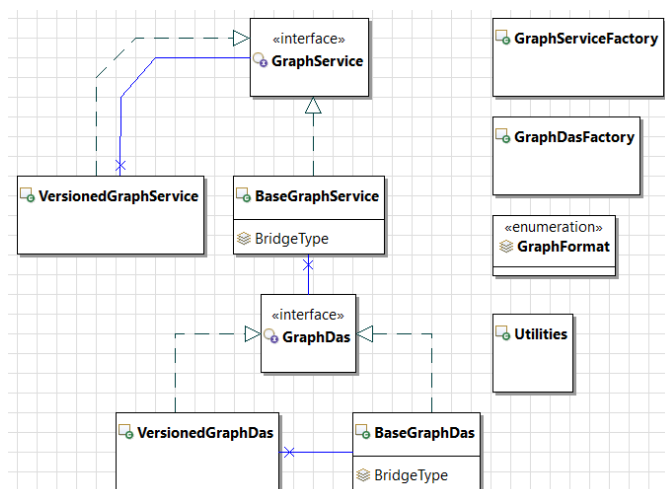 «interface»
GraphService
GraphServiceFactory
GraphDasFactory
VersionedGraphService
BaseGraphService
BridgeType
«enumeration»
GraphFormat
«interface»
GraphDas
Utilities
VersionedGraphDas
BaseGraphDas
BridgeType